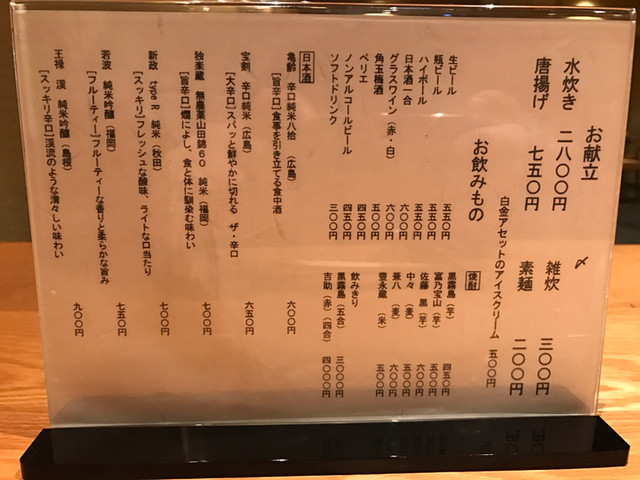 お献立
水炊き 二八〇〇円
唐揚げ 七五〇円
〆
雑炊 三〇〇円
素麺 二〇〇円
白金アセットのアイスクリーム 五〇〇円
お飲みもの
生ビール 五五〇円
瓶ビール 五五〇円
ハイボール 五五〇円
日本酒一合 六〇〇円
グラスワイン（赤・白） 六〇〇円
角玉梅酒 五〇〇円
ペリエ 四五〇円
ノンアルコールビール 四五〇円
ソフトドリンク 三〇〇円
焼酎
黒霧島（芋） 四五〇円
富乃宝山（芋） 五五〇円
佐藤 黒（芋） 六〇〇円
中々（麦） 五〇〇円
兼八（麦） 六〇〇円
豊永蔵（米） 五〇〇円
飲みきり
黒霧島（五合） 三〇〇〇円
吉助（赤）（四合） 四〇〇〇円
日本酒
亀齢 辛口純米八拾（広島） 六〇〇円
［旨辛口］食事を引き立てる食中酒
宝剣 辛口純米（広島） 六五〇円
［大辛口］スパッと鮮やかに切れる ザ・辛口
独楽蔵 無農薬山田錦６０ 純米（福岡） 七〇〇円
［旨辛口］燗によし、食と体に馴染む味わい
新政 type R 純米（秋田） 七〇〇円
［スッキリ］フレッシュな酸味、ライトな口当たり
若波 純米吟醸（福岡） 七五〇円
［フルーティー］フルーティーな香りと柔らかな旨み
王祿 渓 純米吟醸（島根） 九〇〇円
［スッキリ辛口］渓流のような清々しい味わい